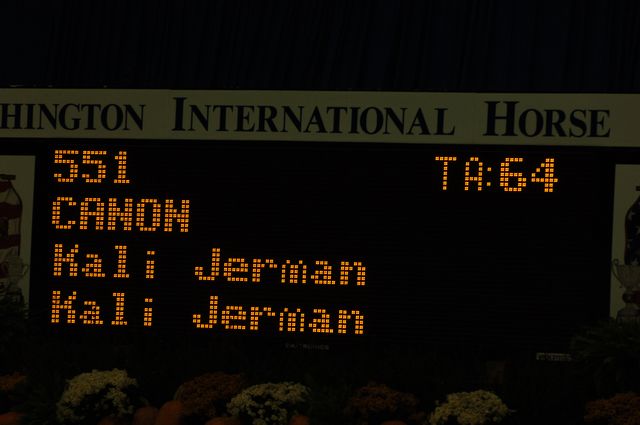 HINGTON INTERNATIONAL HORSE
551 TA:64
CANON
Kali Jerman
Kali Jerman